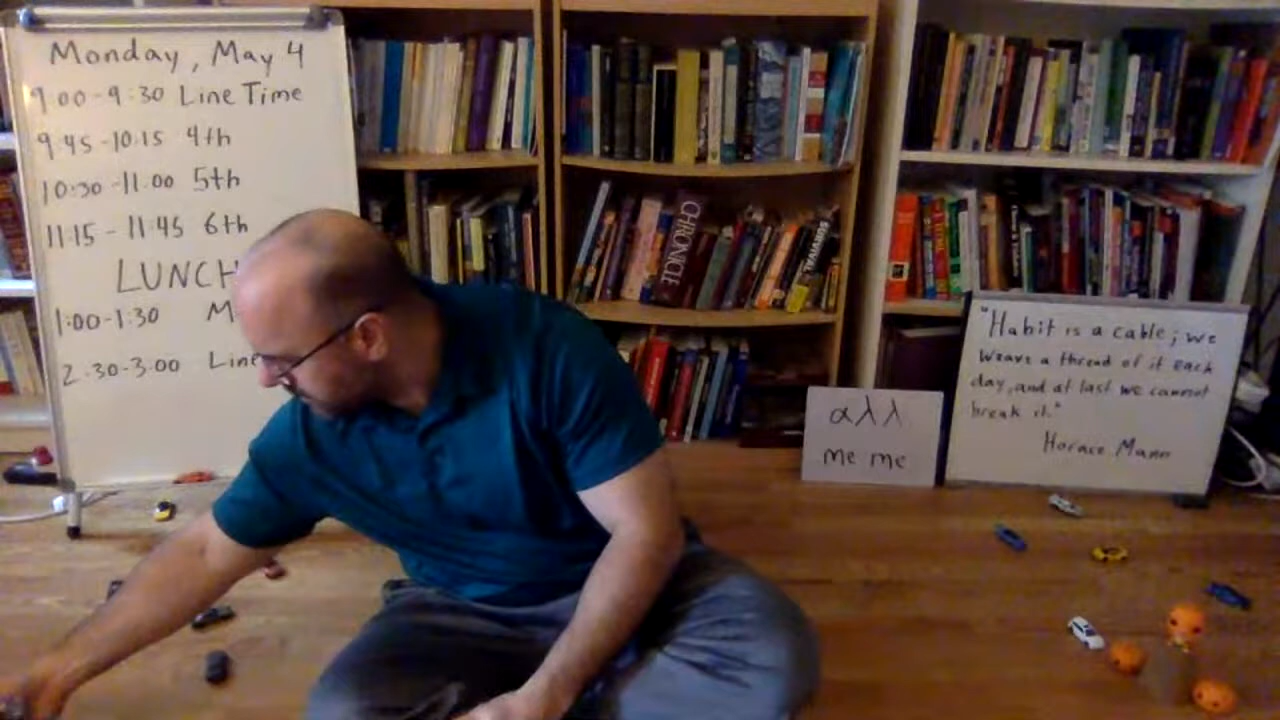 Monday, May 4
9:00-9:30 Line Time
9:45-10:15 4th
10:30-11:00 5th
11:15-11:45 6th
LUNCH
1:00-1:30 M
2:30-3:00 Line
CHRONICLE
"Habit is a cable; we
weave a thread of it each
day, and at last we cannot
break it."
Horace Mann
αλλ
me me